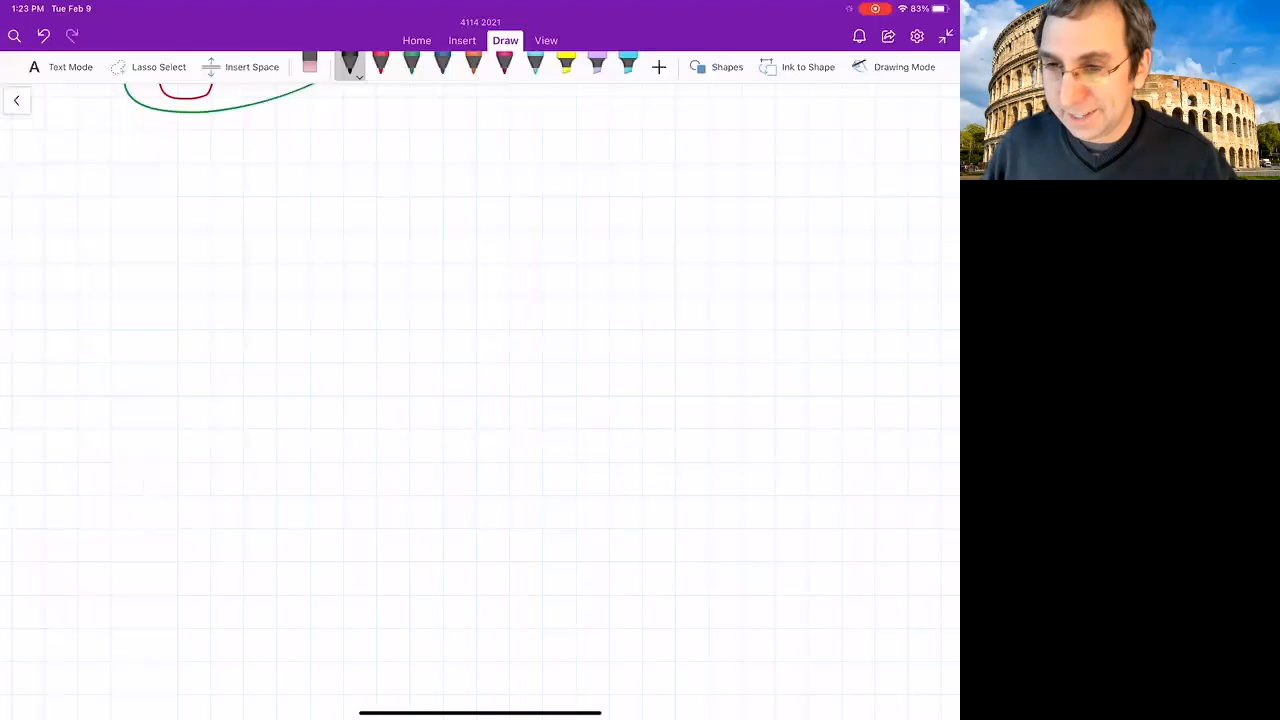 1:23 PM Tue Feb 9
83%
4114 2021
Home Insert Draw View
A Text Mode Lasso Select Insert Space Shapes Ink to Shape Drawing Mode